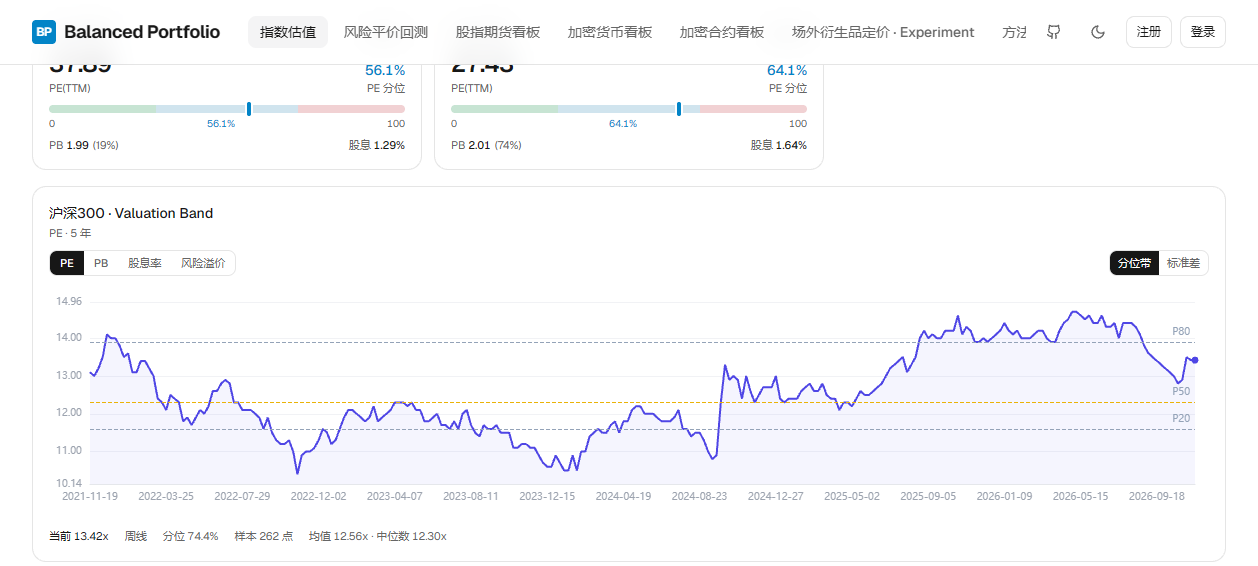 BP Balanced Portfolio 指数估值 风险平价回测 股指期货看板 加密货币看板 加密合约看板 场外衍生品定价 · Experiment 方法 注册 登录
37.89 27.43
56.1% 64.1%
PE(TTM) PE 分位 PE(TTM) PE 分位
0 56.1% 100 0 64.1% 100
PB 1.99 (19%) 股息 1.29% PB 2.01 (74%) 股息 1.64%
沪深300 · Valuation Band
PE · 5 年
PE PB 股息率 风险溢价 分位带 标准差
14.96
P80
14.00
13.00
P50
12.00
P20
11.00
10.14
2021-11-19 2022-03-25 2022-07-29 2022-12-02 2023-04-07 2023-08-11 2023-12-15 2024-04-19 2024-08-23 2024-12-27 2025-05-02 2025-09-05 2026-01-09 2026-05-15 2026-09-18
当前 13.42x 周线 分位 74.4% 样本 262 点 均值 12.56x · 中位数 12.30x